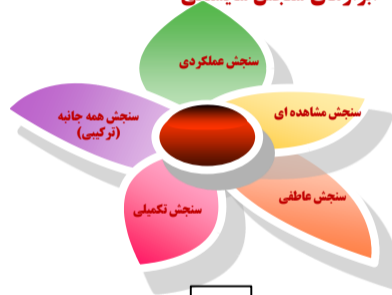 سنجش عملکردی
سنجش مشاهده ای
سنجش همه جانبه
(ترکیبی)
سنجش عاطفی
سنجش تکمیلی